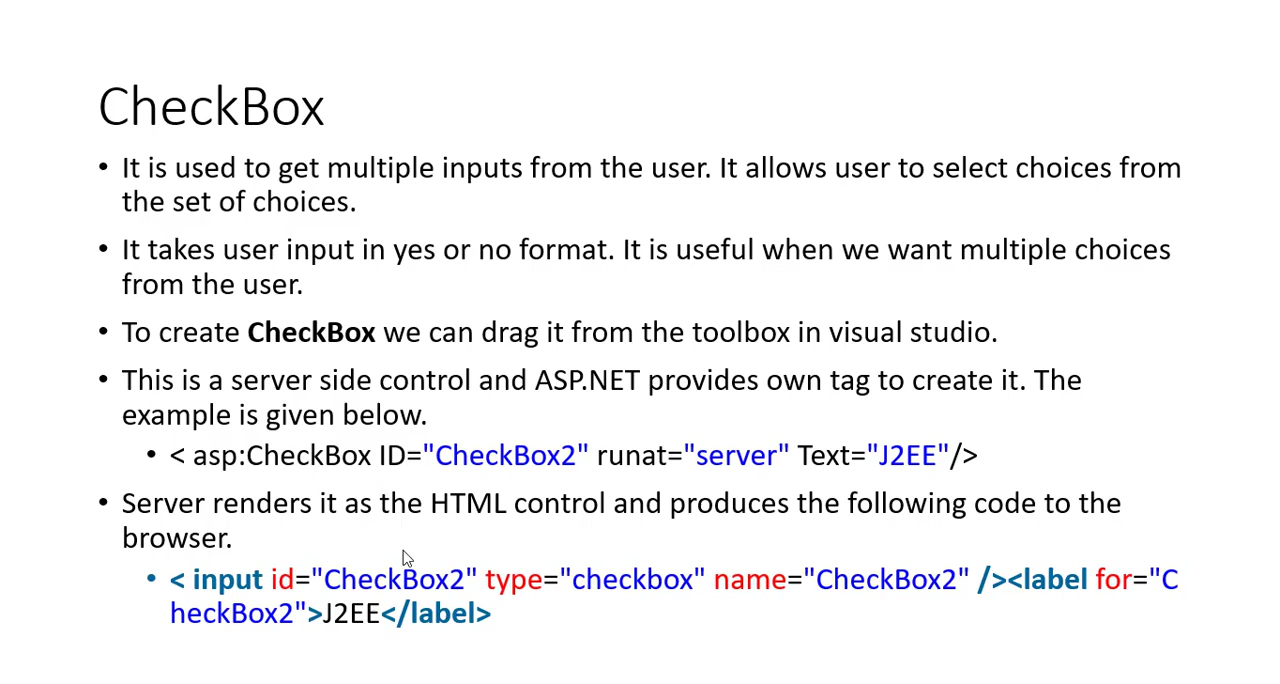 CheckBox
• It is used to get multiple inputs from the user. It allows user to select choices from
the set of choices.
• It takes user input in yes or no format. It is useful when we want multiple choices
from the user.
• To create CheckBox we can drag it from the toolbox in visual studio.
• This is a server side control and ASP.NET provides own tag to create it. The
example is given below.
• < asp:CheckBox ID="CheckBox2" runat="server" Text="J2EE"/>
• Server renders it as the HTML control and produces the following code to the
browser.
• < input id="CheckBox2" type="checkbox" name="CheckBox2" /><label for="C
heckBox2">J2EE</label>